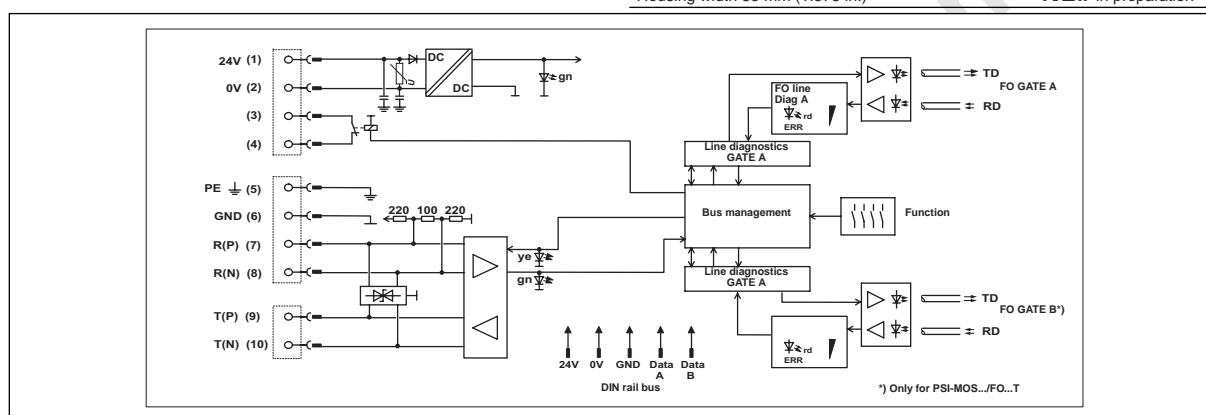 24V (1)
0V (2)
(3)
(4)
PE (5)
GND (6)
R(P) (7)
R(N) (8)
T(P) (9)
T(N) (10)
DC
DC
U
gn
220 100 220
ye
gn
24V 0V GND Data A Data B
DIN rail bus
Line diagnostics
GATE A
Bus management
Line diagnostics
GATE A
Function
FO line
Diag A
rd
ERR
TD
FO GATE A
RD
rd
ERR
TD
FO GATE B*)
RD
*) Only for PSI-MOS.../FO...T